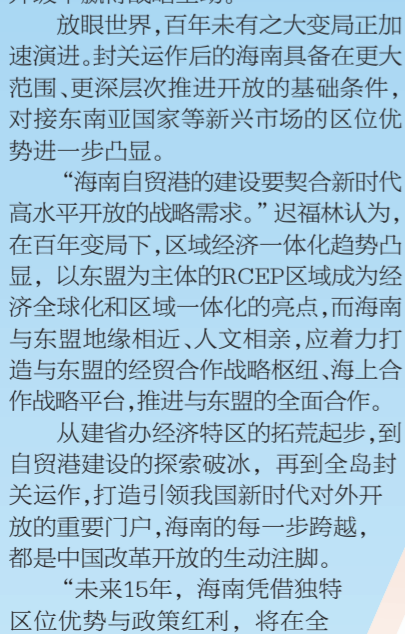 放眼世界,百年未有之大变局正加
速演进。封关运作后的海南具备在更大
范围、更深层次推进开放的基础条件,
对接东南亚国家等新兴市场的区位优
势进一步凸显。
“海南自贸港的建设要契合新时代
高水平开放的战略需求。”迟福林认为,
在百年变局下,区域经济一体化趋势凸
显，以东盟为主体的RCEP区域成为经
济全球化和区域一体化的亮点,而海南
与东盟地缘相近、人文相亲,应着力打
造与东盟的经贸合作战略枢纽、海上合
作战略平台,推进与东盟的全面合作。
从建省办经济特区的拓荒起步,到
自贸港建设的探索破冰，再到全岛封
关运作,打造引领我国新时代对外开
放的重要门户,海南的每一步跨越，
都是中国改革开放的生动注脚。
“未来15年，海南凭借独特
区位优势与政策红利，将在全